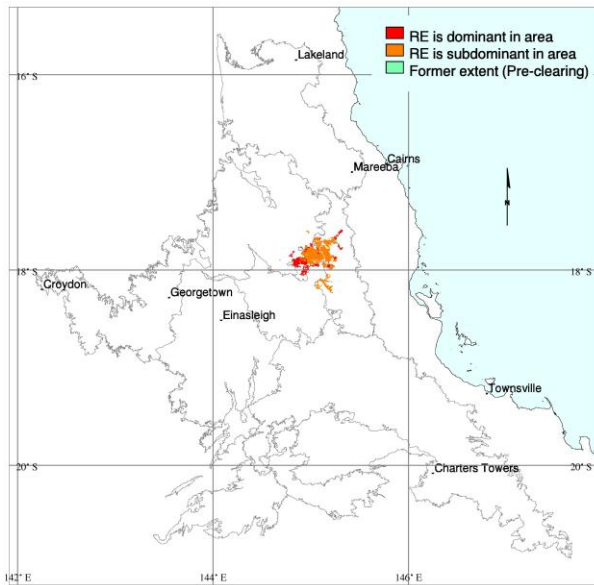 RE is dominant in area
RE is subdominant in area
Former extent (Pre-clearing)
Lakeland
16° S
Cairns
Mareeba
N
18° S
18° S
Croydon
Georgetown
Einasleigh
Townsville
20° S
Charters Towers
20° S
142° E
144° E
146° E